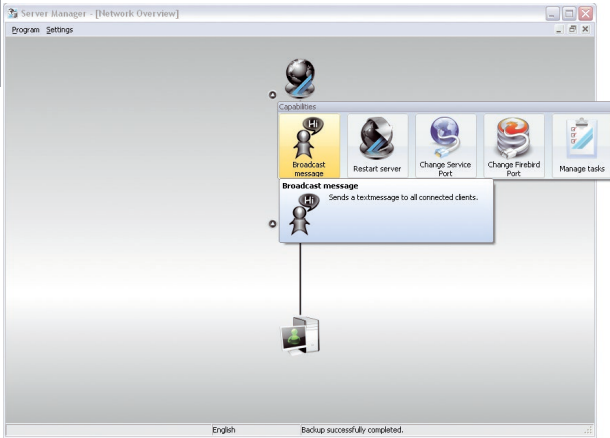 Server Manager - [Network Overview]
Program Settings
Capabilities
Hi
Broadcast message
Restart server
Change Service Port
Change Firebird Port
Manage tasks
Broadcast message
Hi
Sends a textmessage to all connected clients.
English
Backup successfully completed.